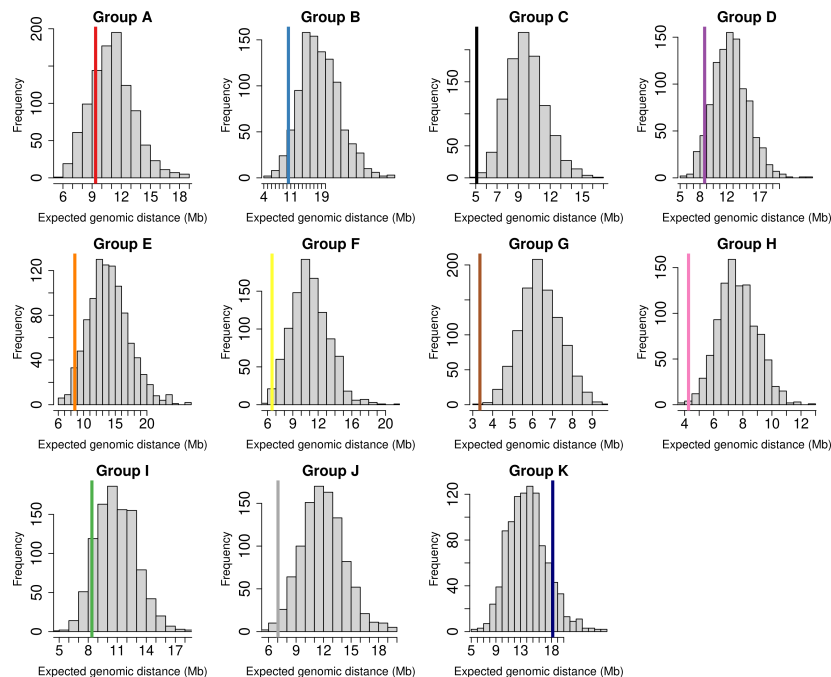 Group A
Frequency
0 50 100 200
6 9 12 15 18
Expected genomic distance (Mb)
Group B
Frequency
0 50 100 150
4 11 19
Expected genomic distance (Mb)
Group C
Frequency
0 50 150
5 7 9 12 15
Expected genomic distance (Mb)
Group D
Frequency
0 50 100 150
5 8 12 17
Expected genomic distance (Mb)
Group E
Frequency
0 40 80 120
6 10 15 20
Expected genomic distance (Mb)
Group F
Frequency
0 50 100 150
6 9 12 16 20
Expected genomic distance (Mb)
Group G
Frequency
0 50 100 200
3 4 5 6 7 8 9
Expected genomic distance (Mb)
Group H
Frequency
0 50 100 150
4 6 8 10 12
Expected genomic distance (Mb)
Group I
Frequency
0 50 100 150
5 8 11 14 17
Expected genomic distance (Mb)
Group J
Frequency
0 50 100 150
6 9 12 15 18
Expected genomic distance (Mb)
Group K
Frequency
0 40 80 120
5 9 13 18
Expected genomic distance (Mb)